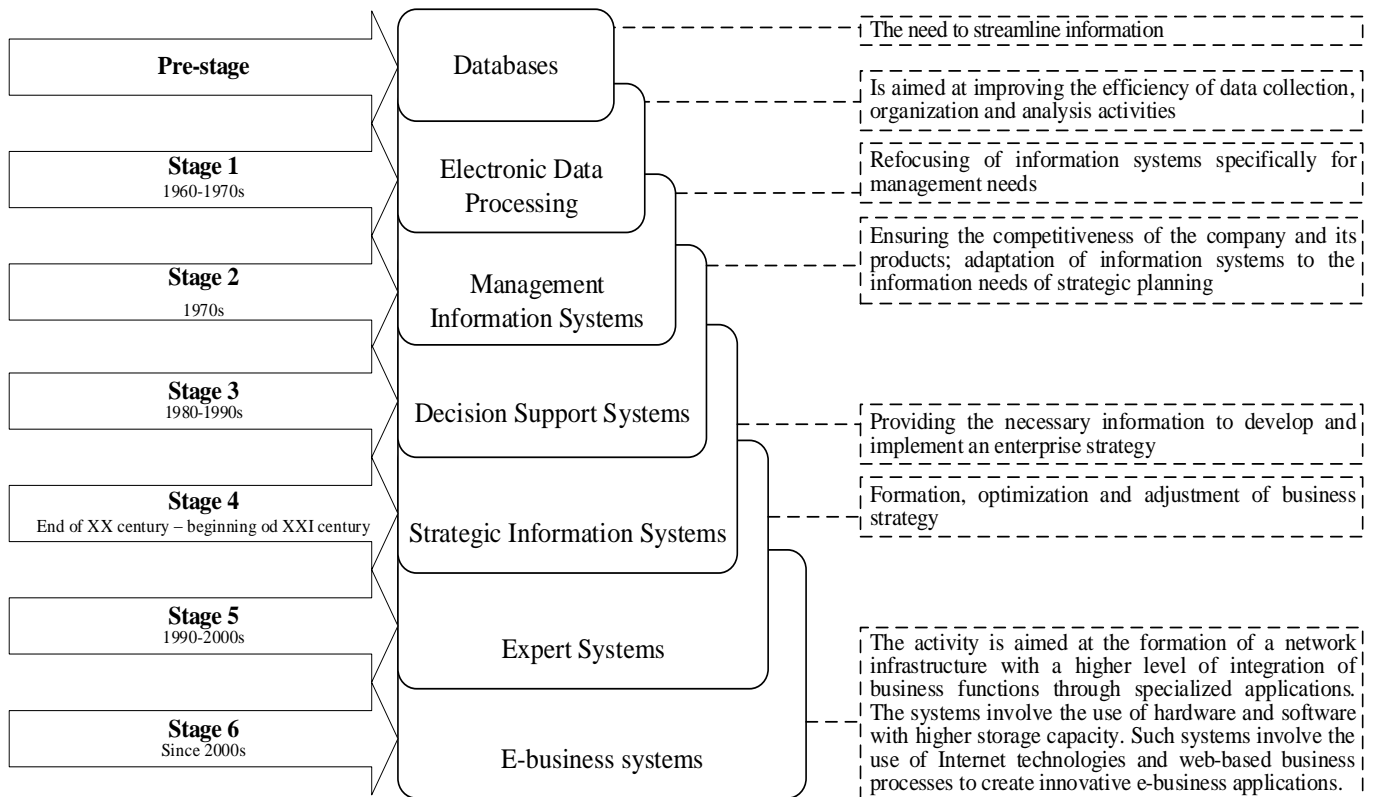 Pre-stage
Databases
The need to streamline information
Is aimed at improving the efficiency of data collection,
organization and analysis activities
Stage 1
1960-1970s
Electronic Data
Processing
Refocusing of information systems specifically for
management needs
Stage 2
1970s
Management
Information Systems
Ensuring the competitiveness of the company and its
products; adaptation of information systems to the
information needs of strategic planning
Stage 3
1980-1990s
Decision Support Systems
Providing the necessary information to develop and
implement an enterprise strategy
Stage 4
End of XX century – beginning od XXI century
Strategic Information Systems
Formation, optimization and adjustment of business
strategy
Stage 5
1990-2000s
Expert Systems
Stage 6
Since 2000s
E-business systems
The activity is aimed at the formation of a network
infrastructure with a higher level of integration of
business functions through specialized applications.
The systems involve the use of hardware and software
with higher storage capacity. Such systems involve the
use of Internet technologies and web-based business
processes to create innovative e-business applications.